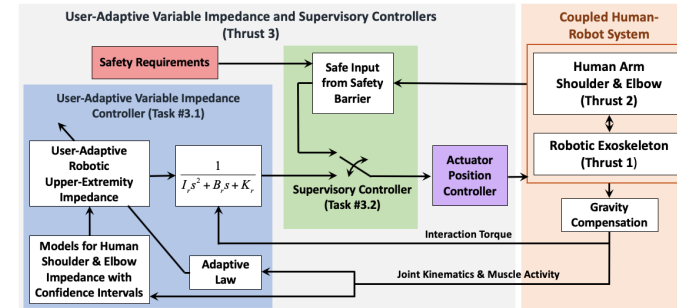 User-Adaptive Variable Impedance and Supervisory Controllers
(Thrust 3)
Coupled Human-
Robot System
Safety Requirements
Safe Input
from Safety
Barrier
Human Arm
Shoulder & Elbow
(Thrust 2)
User-Adaptive Variable Impedance
Controller (Task #3.1)
User-Adaptive
Robotic
Upper-Extremity
Impedance
1
I_r s² + B_r s + K_r
Supervisory Controller
(Task #3.2)
Actuator
Position
Controller
Robotic Exoskeleton
(Thrust 1)
Gravity
Compensation
Interaction Torque
Models for Human
Shoulder & Elbow
Impedance with
Confidence Intervals
Adaptive
Law
Joint Kinematics & Muscle Activity